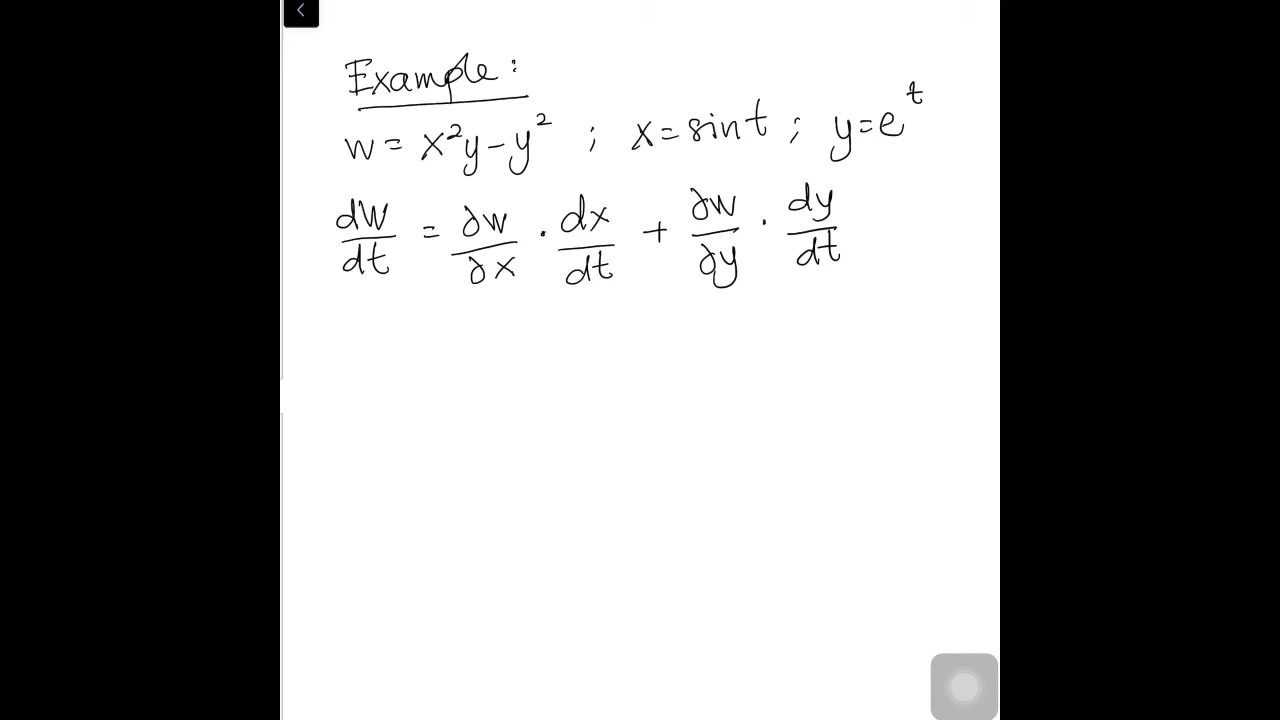 Example:
w = x²y - y² ; x = sint ; y = e^t
dw/dt = ∂w/∂x · dx/dt + ∂w/∂y · dy/dt